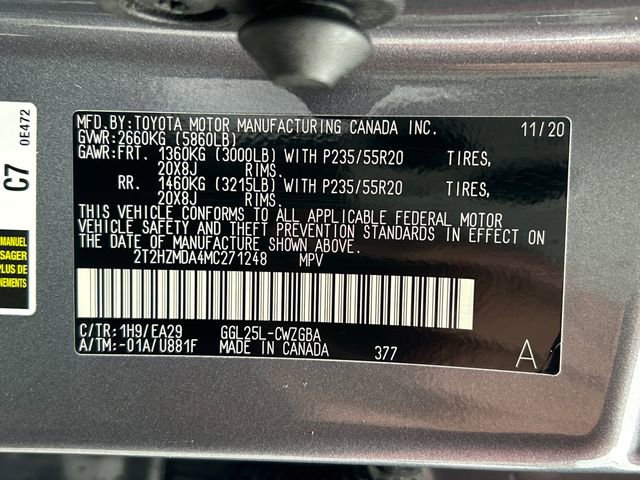 MFD.BY:TOYOTA MOTOR MANUFACTURING CANADA INC. 11/20
GVWR:2660KG (5860LB)
GAWR:FRT. 1360KG (3000LB) WITH P235/55R20 TIRES,
20X8J RIMS.
RR. 1460KG (3215LB) WITH P235/55R20 TIRES,
20X8J RIMS.
THIS VEHICLE CONFORMS TO ALL APPLICABLE FEDERAL MOTOR
VEHICLE SAFETY AND THEFT PREVENTION STANDARDS IN EFFECT ON
THE DATE OF MANUFACTURE SHOWN ABOVE.
2T2HZMDA4MC271248 MPV
C/TR:1H9/EA29 GGL25L-CWZGBA
A/TM:-01A/U881F MADE IN CANADA 377 A
C7
0E472
MANUEL
PLUS DE